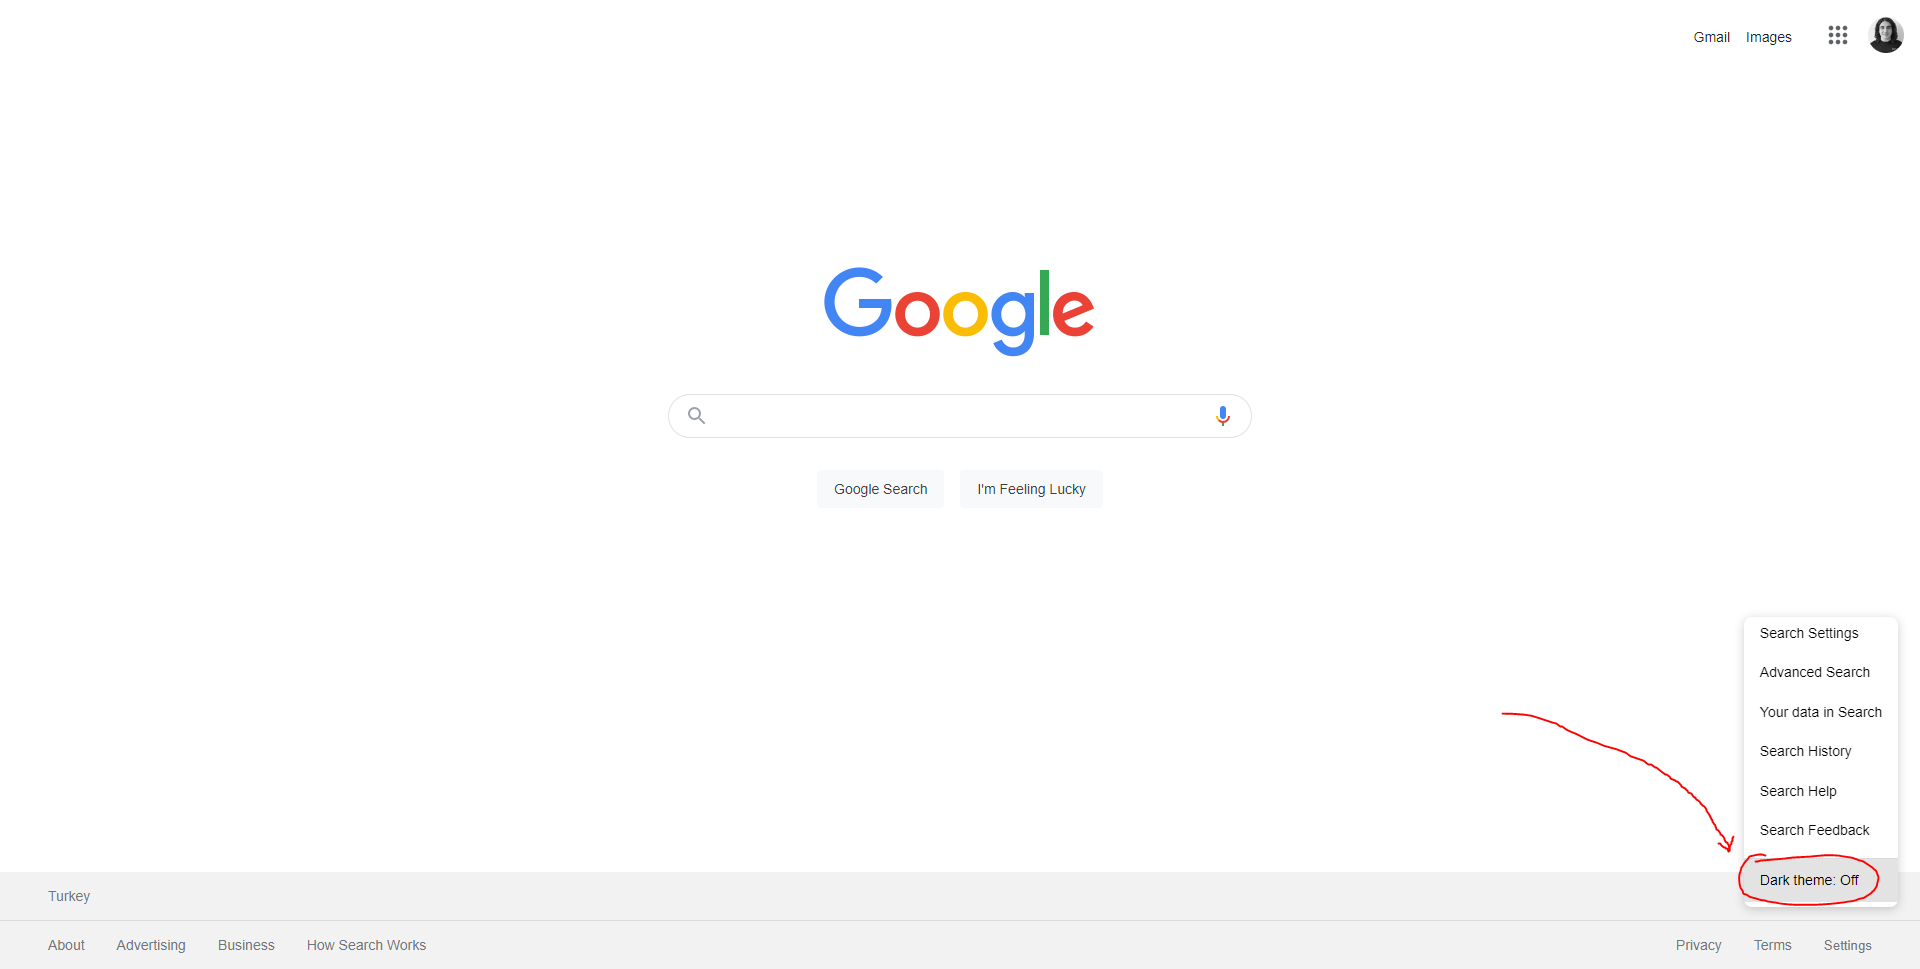 Gmail Images
Google
Google Search I'm Feeling Lucky
Search Settings
Advanced Search
Your data in Search
Search History
Search Help
Search Feedback
Dark theme: Off
Turkey
About Advertising Business How Search Works Privacy Terms Settings